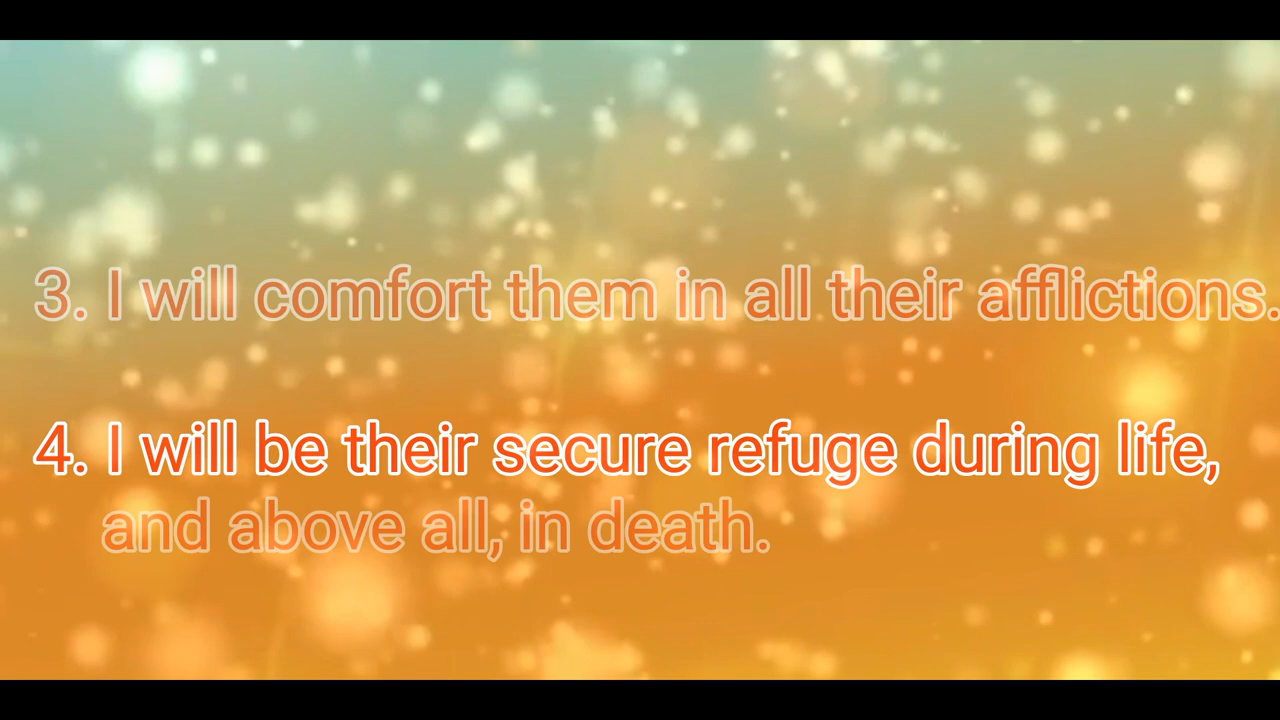 3. I will comfort them in all their afflictions.
4. I will be their secure refuge during life,
and above all, in death.